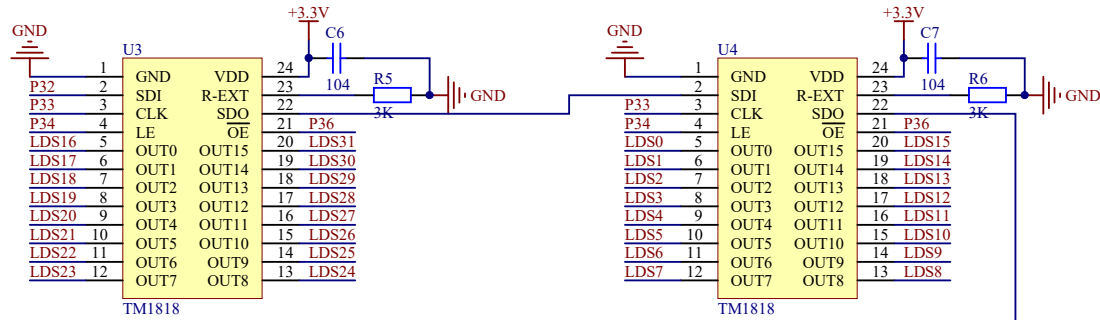 +3.3V
GND
U3
C6
104
1 GND VDD 24
P32 2 SDI R-EXT 23 R5 3K GND
P33 3 CLK SDO 22
P34 4 LE OE 21 P36
LDS16 5 OUT0 OUT15 20 LDS31
LDS17 6 OUT1 OUT14 19 LDS30
LDS18 7 OUT2 OUT13 18 LDS29
LDS19 8 OUT3 OUT12 17 LDS28
LDS20 9 OUT4 OUT11 16 LDS27
LDS21 10 OUT5 OUT10 15 LDS26
LDS22 11 OUT6 OUT9 14 LDS25
LDS23 12 OUT7 OUT8 13 LDS24
TM1818
+3.3V
GND
U4
C7
104
1 GND VDD 24
2 SDI R-EXT 23 R6 3K GND
P33 3 CLK SDO 22
P34 4 LE OE 21 P36
LDS0 5 OUT0 OUT15 20 LDS15
LDS1 6 OUT1 OUT14 19 LDS14
LDS2 7 OUT2 OUT13 18 LDS13
LDS3 8 OUT3 OUT12 17 LDS12
LDS4 9 OUT4 OUT11 16 LDS11
LDS5 10 OUT5 OUT10 15 LDS10
LDS6 11 OUT6 OUT9 14 LDS9
LDS7 12 OUT7 OUT8 13 LDS8
TM1818